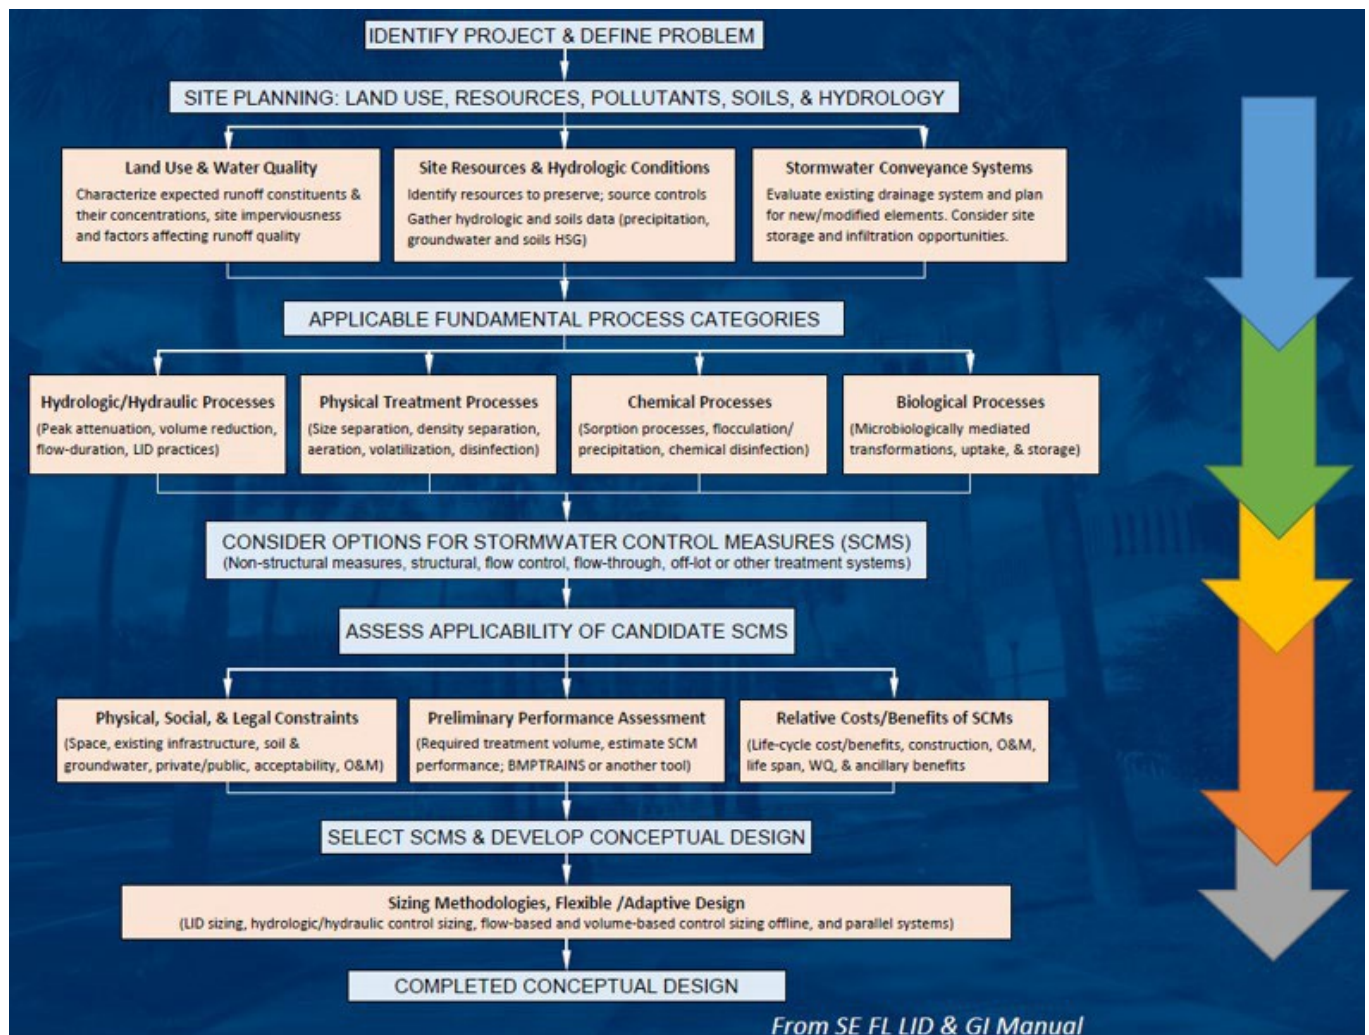 IDENTIFY PROJECT & DEFINE PROBLEM
SITE PLANNING: LAND USE, RESOURCES, POLLUTANTS, SOILS, & HYDROLOGY
Land Use & Water Quality
Characterize expected runoff constituents &
their concentrations, site imperviousness
and factors affecting runoff quality
Site Resources & Hydrologic Conditions
Identify resources to preserve; source controls
Gather hydrologic and soils data (precipitation,
groundwater and soils HSG)
Stormwater Conveyance Systems
Evaluate existing drainage system and plan
for new/modified elements. Consider site
storage and infiltration opportunities.
APPLICABLE FUNDAMENTAL PROCESS CATEGORIES
Hydrologic/Hydraulic Processes
(Peak attenuation, volume reduction,
flow-duration, LID practices)
Physical Treatment Processes
(Size separation, density separation,
aeration, volatilization, disinfection)
Chemical Processes
(Sorption processes, flocculation/
precipitation, chemical disinfection)
Biological Processes
(Microbiologically mediated
transformations, uptake, & storage)
CONSIDER OPTIONS FOR STORMWATER CONTROL MEASURES (SCMS)
(Non-structural measures, structural, flow control, flow-through, off-lot or other treatment systems)
ASSESS APPLICABILITY OF CANDIDATE SCMS
Physical, Social, & Legal Constraints
(Space, existing infrastructure, soil &
groundwater, private/public, acceptability, O&M)
Preliminary Performance Assessment
(Required treatment volume, estimate SCM
performance; BMPTRAINS or another tool)
Relative Costs/Benefits of SCMs
(Life-cycle cost/benefits, construction, O&M,
life span, WQ, & ancillary benefits
SELECT SCMS & DEVELOP CONCEPTUAL DESIGN
Sizing Methodologies, Flexible /Adaptive Design
(LID sizing, hydrologic/hydraulic control sizing, flow-based and volume-based control sizing offline, and parallel systems)
COMPLETED CONCEPTUAL DESIGN
From SE FL LID & GI Manual